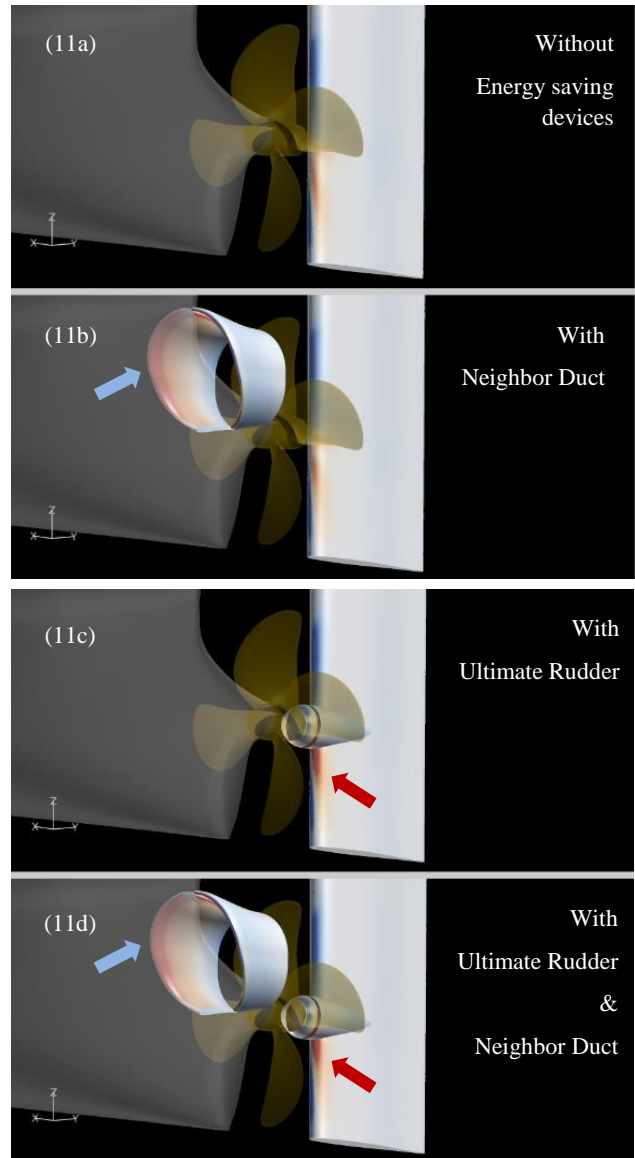 (11a)
Without
Energy saving
devices
Z
X Y
(11b)
With
Neighbor Duct
Z
X Y
(11c)
With
Ultimate Rudder
Z
X Y
(11d)
With
Ultimate Rudder
&
Neighbor Duct
Z
X Y